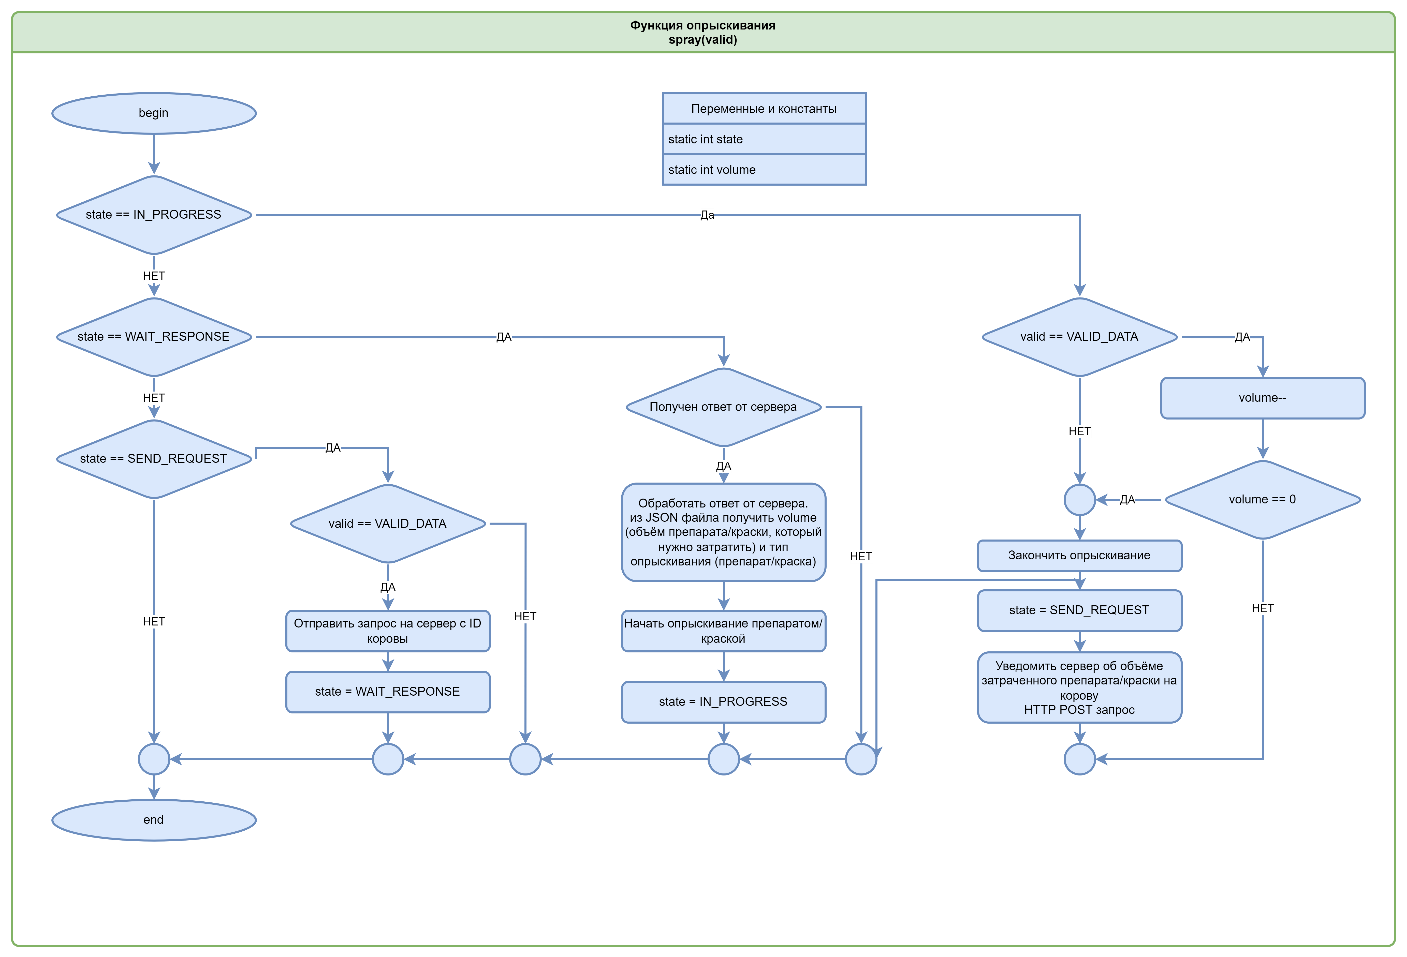 Функция опрыскивания
spray(valid)
begin
Переменные и константы
static int state
static int volume
state == IN_PROGRESS
Да
НЕТ
state == WAIT_RESPONSE
ДА
valid == VALID_DATA
ДА
НЕТ
volume--
Получен ответ от сервера
НЕТ
state == SEND_REQUEST
ДА
ДА
volume == 0
ДА
Обработать ответ от сервера.
из JSON файла получить volume
(объём препарата/краски, который
нужно затратить) и тип
опрыскивания (препарат/краска)
valid == VALID_DATA
НЕТ
Закончить опрыскивание
ДА
НЕТ
НЕТ
НЕТ
state = SEND_REQUEST
Отправить запрос на сервер с ID
коровы
Начать опрыскивание препаратом/
краской
Уведомить сервер об объёме
затраченного препарата/краски на
корову
HTTP POST запрос
state = WAIT_RESPONSE
state = IN_PROGRESS
end